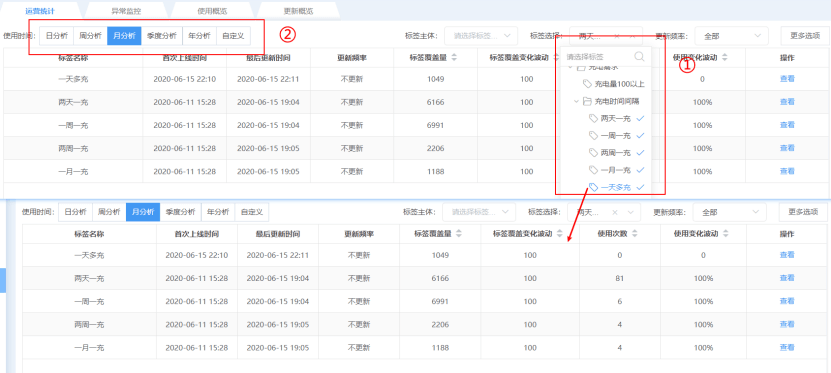 运营统计 异常监控 使用概览 更新概览
使用时间: 日分析 周分析 月分析 季度分析 年分析 自定义 ② 标签主体: 请选择标签... 标签选择: 两天... × 更新频率: 全部 更多选项
标签名称 首次上线时间 最后更新时间 更新频率 标签覆盖量 标签覆盖变化波动 使用变化波动 操作
请选择标签
①
充电需求
一天多充 2020-06-15 22:10 2020-06-15 22:11 不更新 1049 100 0 查看
充电量100以上
两天一充 2020-06-11 15:28 2020-06-15 19:04 不更新 6166 100 100% 查看
充电时间间隔
两天一充
一周一充 2020-06-11 15:28 2020-06-15 19:04 不更新 6991 100 100% 查看
一周一充
两周一充 2020-06-11 15:28 2020-06-15 19:05 不更新 2206 100 100% 查看
两周一充
一月一充 2020-06-11 15:28 2020-06-15 19:05 不更新 1188 100 100% 查看
一月一充
一天多充
使用时间: 日分析 周分析 月分析 季度分析 年分析 自定义 标签主体: 请选择标签... 标签选择: 两天... × 更新频率: 全部 更多选项
标签名称 首次上线时间 最后更新时间 更新频率 标签覆盖量 标签覆盖变化波动 使用次数 使用变化波动 操作
一天多充 2020-06-15 22:10 2020-06-15 22:11 不更新 1049 100 0 0 查看
两天一充 2020-06-11 15:28 2020-06-15 19:04 不更新 6166 100 81 100% 查看
一周一充 2020-06-11 15:28 2020-06-15 19:04 不更新 6991 100 6 100% 查看
两周一充 2020-06-11 15:28 2020-06-15 19:05 不更新 2206 100 4 100% 查看
一月一充 2020-06-11 15:28 2020-06-15 19:05 不更新 1188 100 4 100% 查看